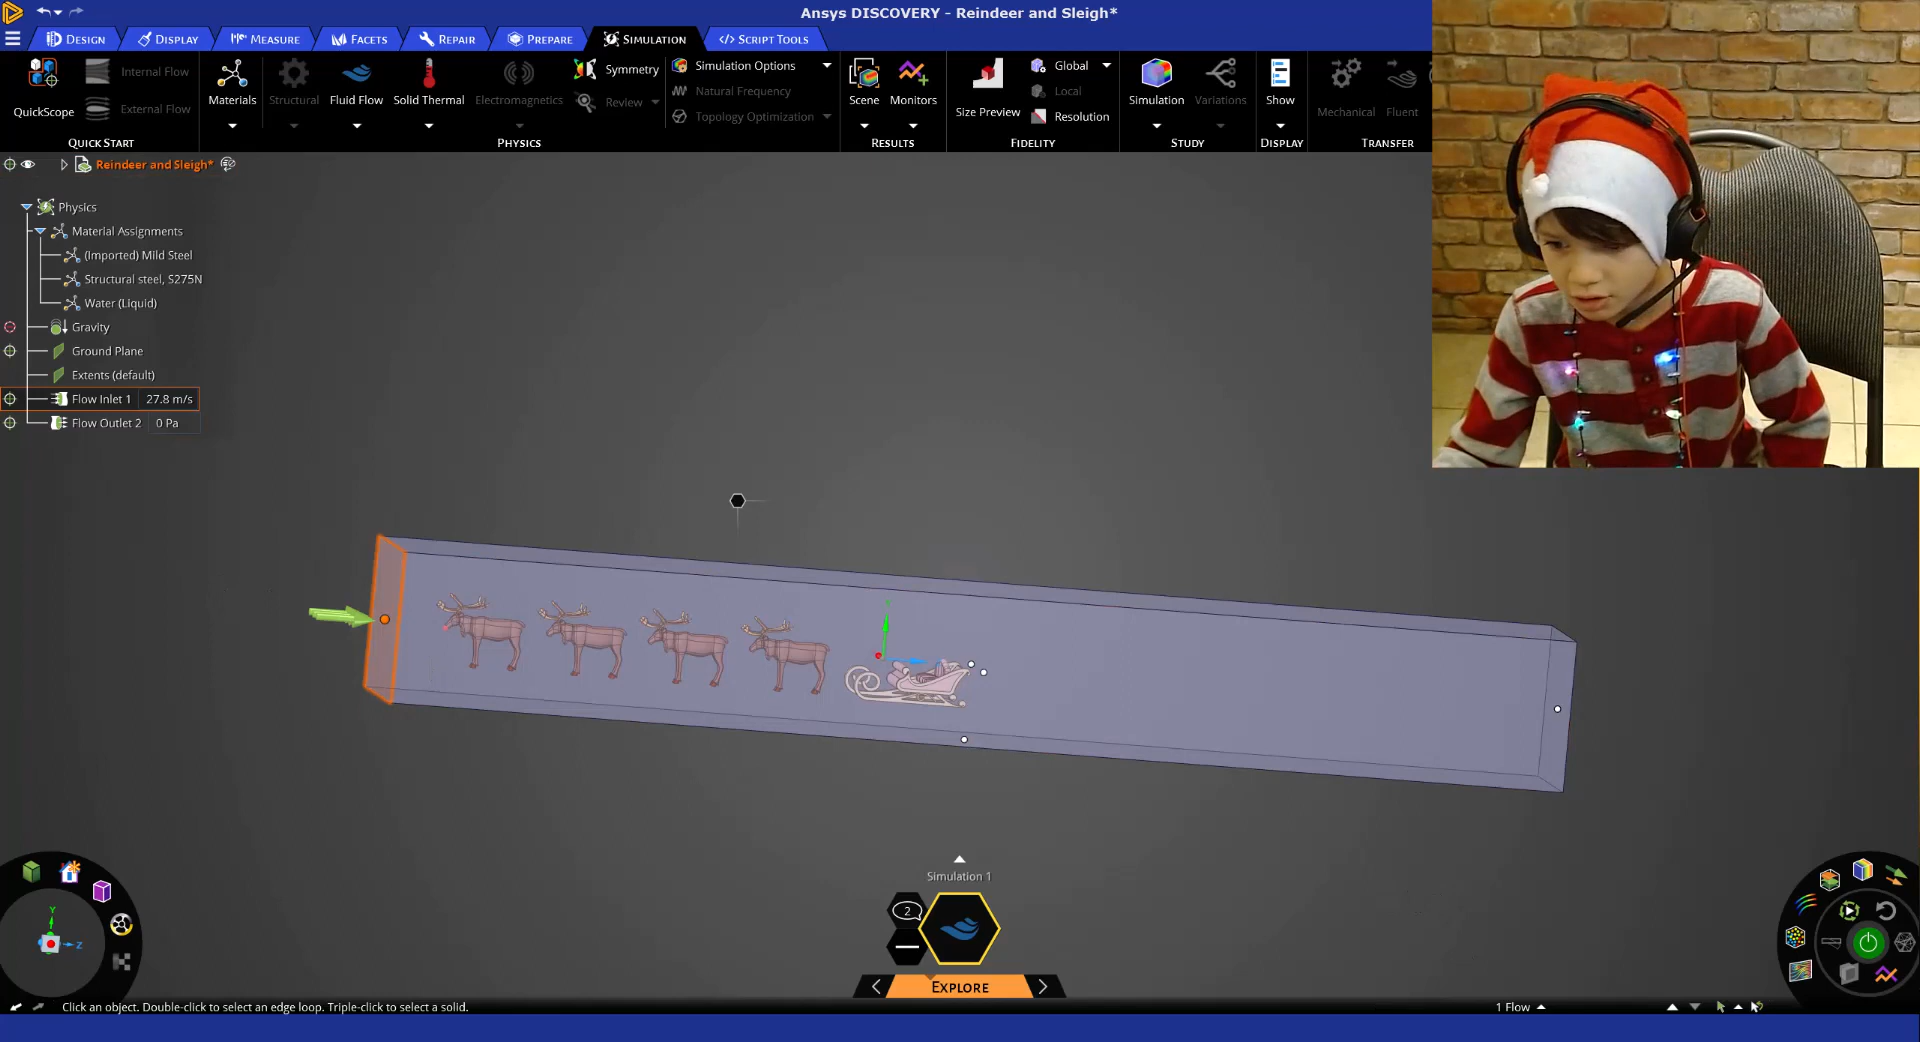 Ansys DISCOVERY - Reindeer and Sleigh*
DESIGN DISPLAY MEASURE FACETS REPAIR PREPARE SIMULATION </> SCRIPT TOOLS
QuickScope
Internal Flow
External Flow
QUICK START
Materials
Structural
Fluid Flow
Solid Thermal
Electromagnetics
Symmetry
Review
Simulation Options
Natural Frequency
Topology Optimization
PHYSICS
Scene
Monitors
RESULTS
Size Preview
Global
Local
Resolution
FIDELITY
Simulation
Variations
STUDY
Show
DISPLAY
Mechanical
Fluent
TRANSFER
Reindeer and Sleigh*
Physics
Material Assignments
(Imported) Mild Steel
Structural steel, S275N
Water (Liquid)
Gravity
Ground Plane
Extents (default)
Flow Inlet 1 27.8 m/s
Flow Outlet 2 0 Pa
Y
Z
Simulation 1
2
EXPLORE
Click an object. Double-click to select an edge loop. Triple-click to select a solid.
1 Flow